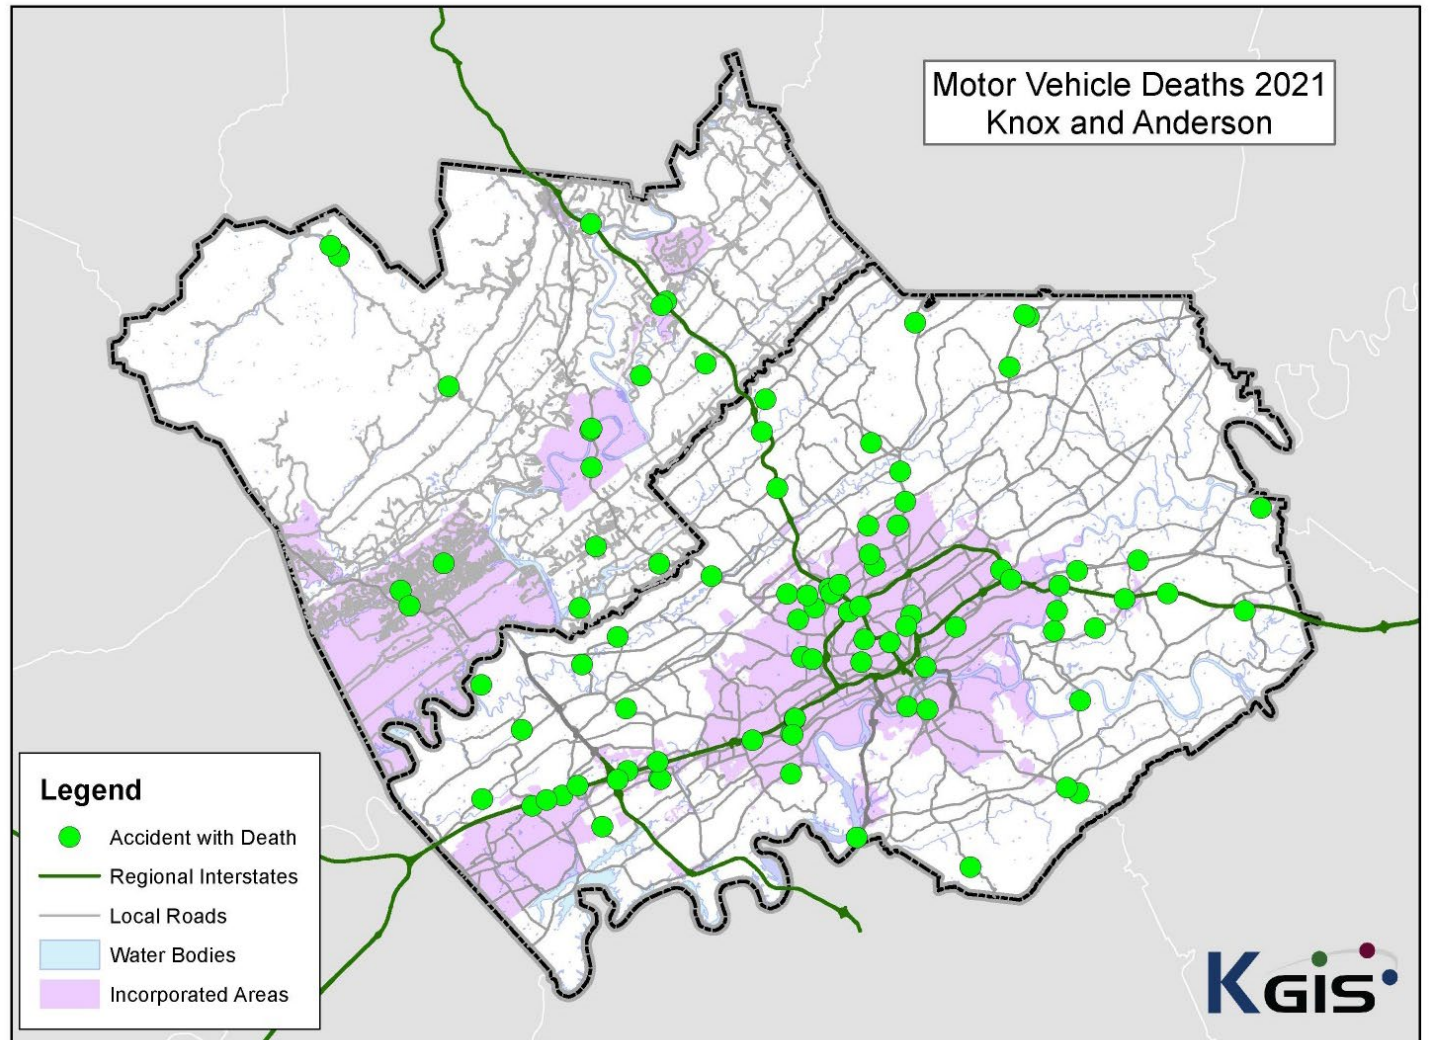 Motor Vehicle Deaths 2021
Knox and Anderson
Legend
Accident with Death
Regional Interstates
Local Roads
Water Bodies
Incorporated Areas
KGIS